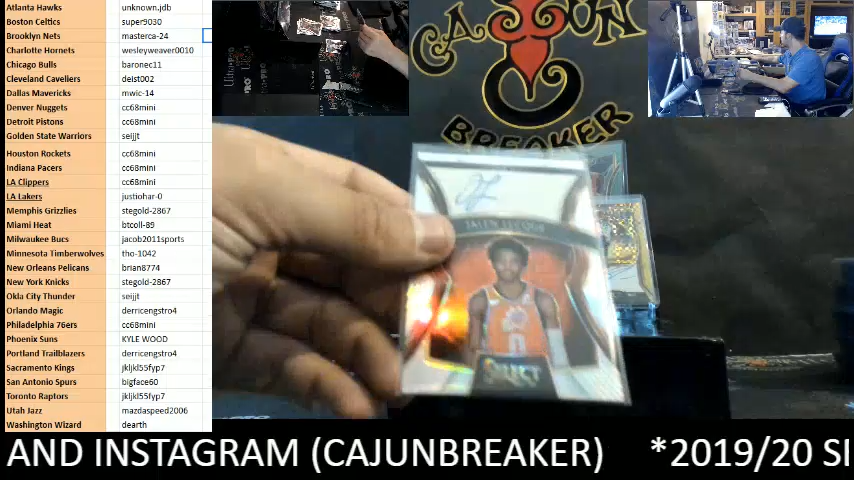 Atlanta Hawks unknown.jdb
Boston Celtics super9030
Brooklyn Nets masterca-24
Charlotte Hornets wesleyweaver0010
Chicago Bulls baronec11
Cleveland Cavaliers deist002
Dallas Mavericks mwic-14
Denver Nuggets cc68mini
Detroit Pistons cc68mini
Golden State Warriors seijjt
Houston Rockets cc68mini
Indiana Pacers cc68mini
LA Clippers cc68mini
LA Lakers justiohar-0
Memphis Grizzlies stegold-2867
Miami Heat btcoll-89
Milwaukee Bucs jacob2011sports
Minnesota Timberwolves tho-1042
New Orleans Pelicans brian8774
New York Knicks stegold-2867
Okla City Thunder seijjt
Orlando Magic derricengstro4
Philadelphia 76ers cc68mini
Phoenix Suns KYLE WOOD
Portland Trailblazers derricengstro4
Sacramento Kings jkljkl55fyp7
San Antonio Spurs bigface60
Toronto Raptors jkljkl55fyp7
Utah Jazz mazdaspeed2006
Washington Wizard dearth
CAJUN
BREAKER
JALEN LECQUE
SELECT
AND INSTAGRAM (CAJUNBREAKER) *2019/20 SI